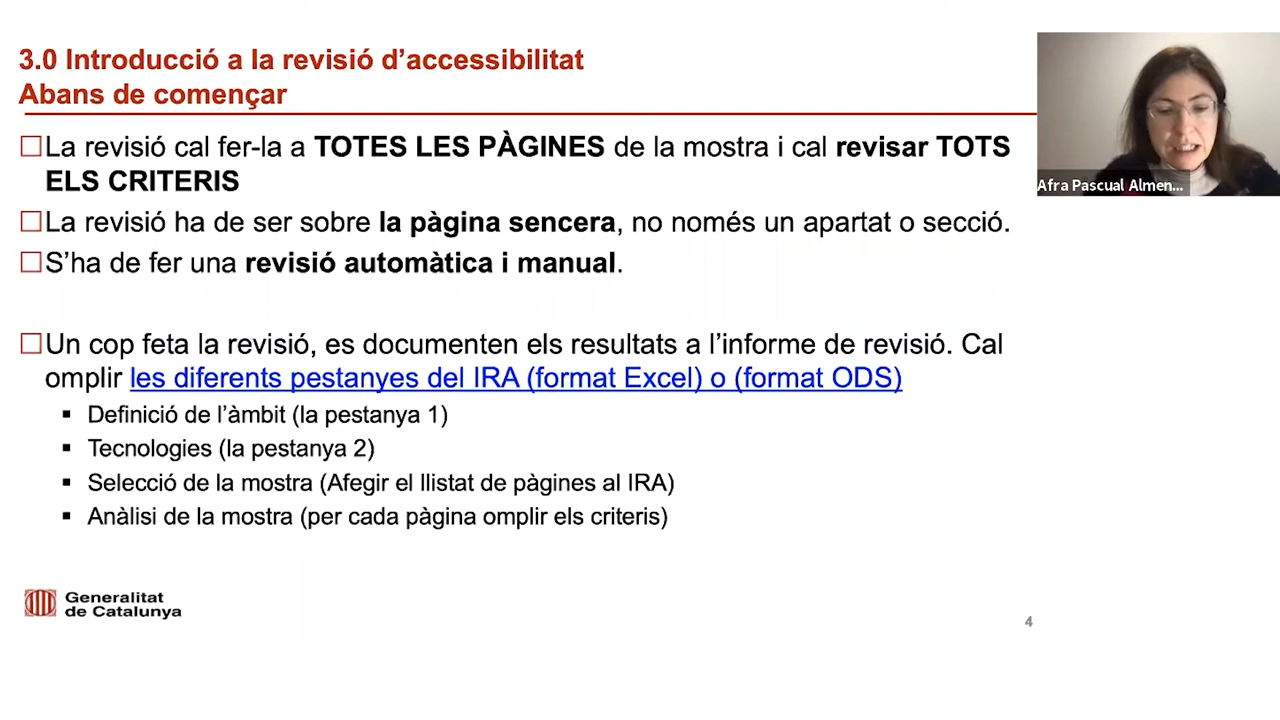 3.0 Introducció a la revisió d’accessibilitat
Abans de començar
La revisió cal fer-la a TOTES LES PÀGINES de la mostra i cal revisar TOTS
ELS CRITERIS
La revisió ha de ser sobre la pàgina sencera, no només un apartat o secció.
S’ha de fer una revisió automàtica i manual.
Un cop feta la revisió, es documenten els resultats a l’informe de revisió. Cal
omplir les diferents pestanyes del IRA (format Excel) o (format ODS)
Definició de l’àmbit (la pestanya 1)
Tecnologies (la pestanya 2)
Selecció de la mostra (Afegir el llistat de pàgines al IRA)
Anàlisi de la mostra (per cada pàgina omplir els criteris)
Generalitat
de Catalunya
4
Afra Pascual Almen...